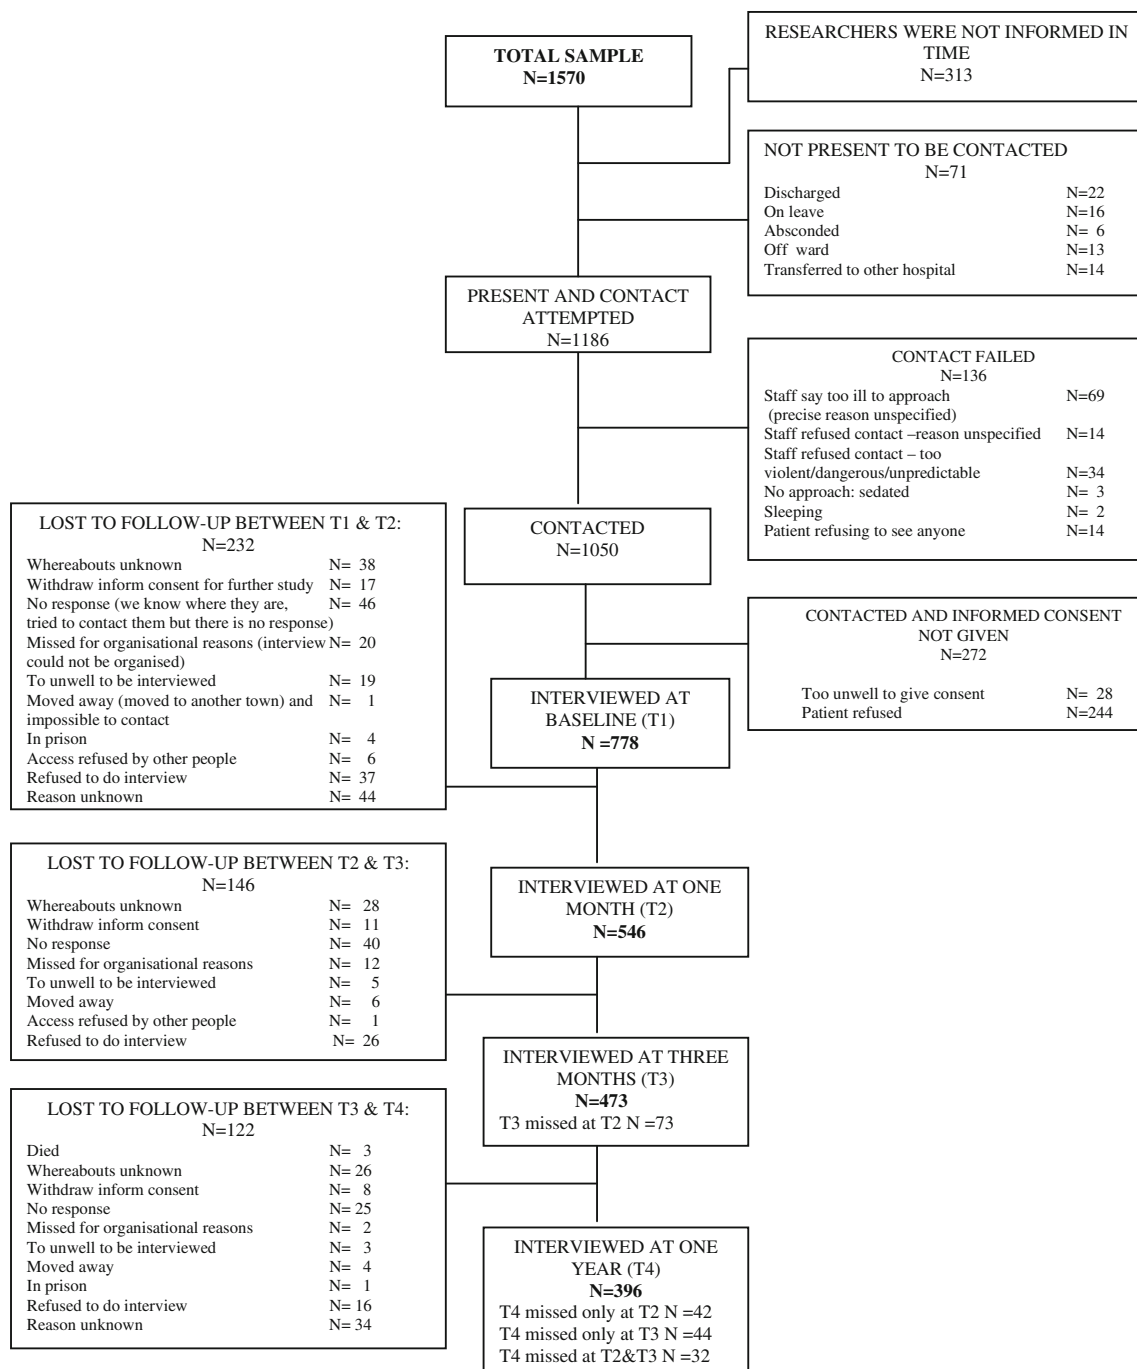 TOTAL SAMPLE
N=1570
RESEARCHERS WERE NOT INFORMED IN
TIME
N=313
NOT PRESENT TO BE CONTACTED
N=71
Discharged N=22
On leave N=16
Absconded N= 6
Off ward N=13
Transferred to other hospital N=14
PRESENT AND CONTACT
ATTEMPTED
N=1186
CONTACT FAILED
N=136
Staff say too ill to approach N=69
(precise reason unspecified)
Staff refused contact –reason unspecified N=14
Staff refused contact – too
violent/dangerous/unpredictable N=34
No approach: sedated N= 3
Sleeping N= 2
Patient refusing to see anyone N=14
CONTACTED
N=1050
CONTACTED AND INFORMED CONSENT
NOT GIVEN
N=272
Too unwell to give consent N= 28
Patient refused N=244
INTERVIEWED AT
BASELINE (T1)
N =778
LOST TO FOLLOW-UP BETWEEN T1 & T2:
N=232
Whereabouts unknown N= 38
Withdraw inform consent for further study N= 17
No response (we know where they are, N= 46
tried to contact them but there is no response)
Missed for organisational reasons (interview N= 20
could not be organised)
To unwell to be interviewed N= 19
Moved away (moved to another town) and N= 1
impossible to contact
In prison N= 4
Access refused by other people N= 6
Refused to do interview N= 37
Reason unknown N= 44
INTERVIEWED AT ONE
MONTH (T2)
N=546
LOST TO FOLLOW-UP BETWEEN T2 & T3:
N=146
Whereabouts unknown N= 28
Withdraw inform consent N= 11
No response N= 40
Missed for organisational reasons N= 12
To unwell to be interviewed N= 5
Moved away N= 6
Access refused by other people N= 1
Refused to do interview N= 26
INTERVIEWED AT THREE
MONTHS (T3)
N=473
T3 missed at T2 N =73
LOST TO FOLLOW-UP BETWEEN T3 & T4:
N=122
Died N= 3
Whereabouts unknown N= 26
Withdraw inform consent N= 8
No response N= 25
Missed for organisational reasons N= 2
To unwell to be interviewed N= 3
Moved away N= 4
In prison N= 1
Refused to do interview N= 16
Reason unknown N= 34
INTERVIEWED AT ONE
YEAR (T4)
N=396
T4 missed only at T2 N =42
T4 missed only at T3 N =44
T4 missed at T2&T3 N =32